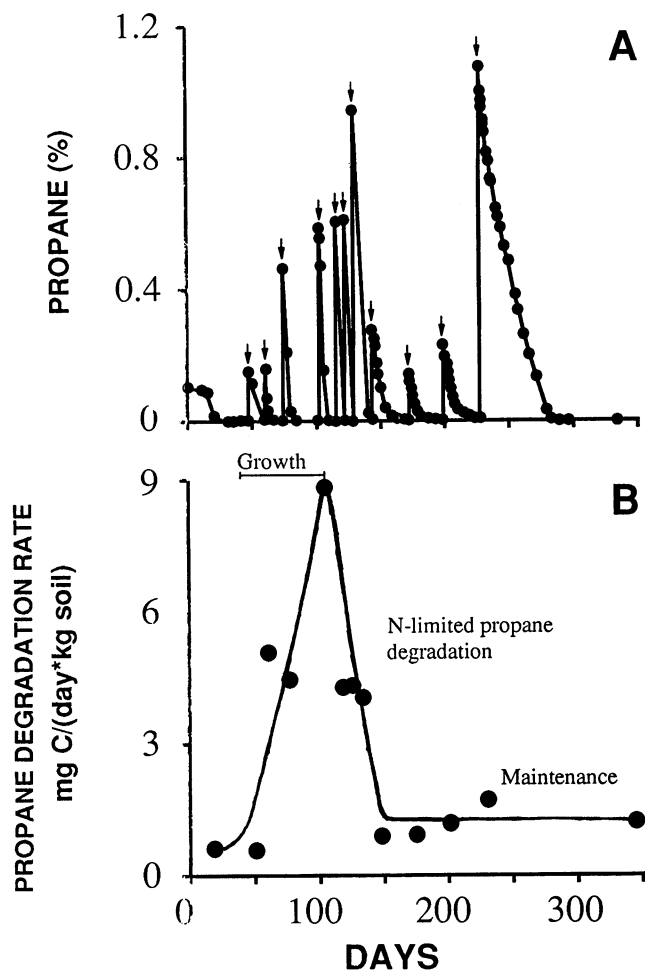 A
PROPANE (%)
1.2
0.8
0.4
0
B
PROPANE DEGRADATION RATE
mg C/(day*kg soil)
Growth
9
6
3
0
N-limited propane
degradation
Maintenance
0
100
200
300
DAYS